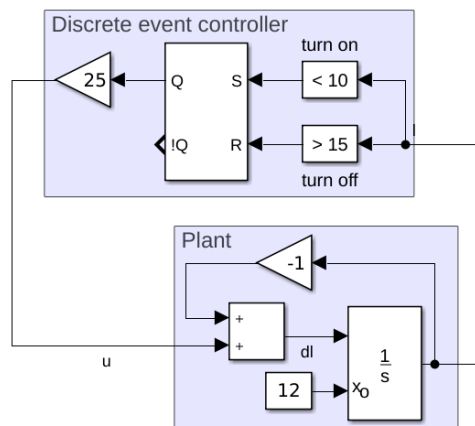 Discrete event controller
turn on
25
Q
S
< 10
l
!Q
R
> 15
turn off
Plant
-1
+
+
u
dl
1
s
12
x₀